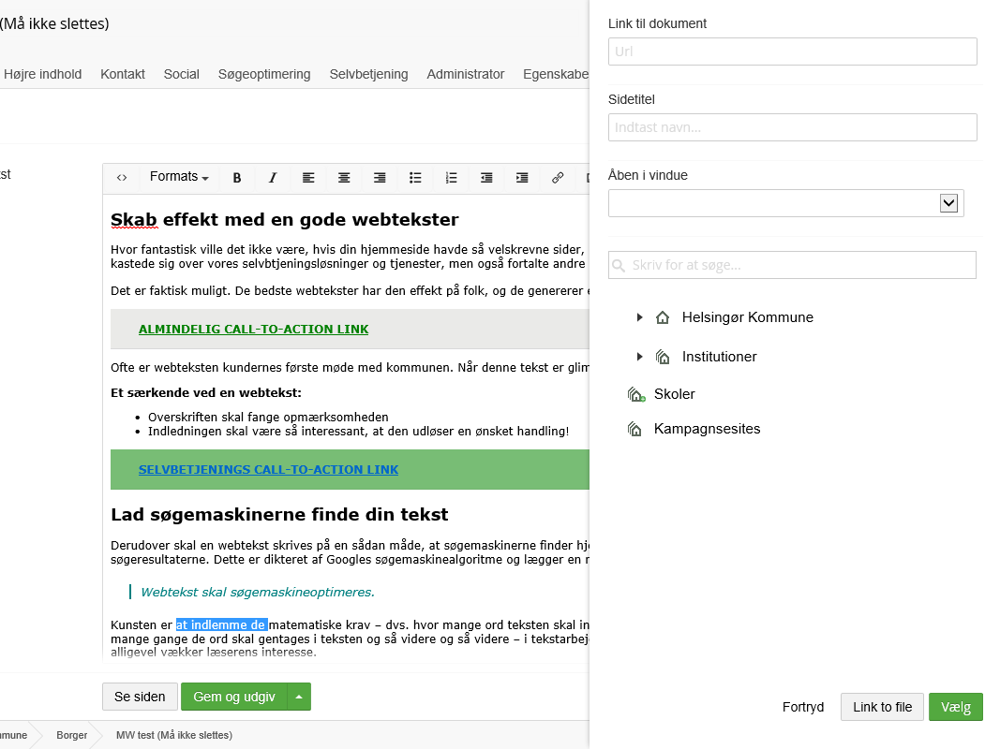 (Må ikke slettes)
Højre indhold Kontakt Social Søgeoptimering Selvbetjening Administrator Egenskabe
st
<> Formats B I
Skab effekt med en gode webtekster
Hvor fantastisk ville det ikke være, hvis din hjemmeside havde så velskrevne sider,
kastede sig over vores selvbtjeningsløsninger og tjenester, men også fortalte andre
Det er faktisk muligt. De bedste webtekster har den effekt på folk, og de genererer e
ALMINDELIG CALL-TO-ACTION LINK
Ofte er webteksten kundernes første møde med kommunen. Når denne tekst er glim
Et særkende ved en webtekst:
• Overskriften skal fange opmærksomheden
• Indledningen skal være så interessant, at den udløser en ønsket handling!
SELVBETJENINGS CALL-TO-ACTION LINK
Lad søgemaskinerne finde din tekst
Derudover skal en webtekst skrives på en sådan måde, at søgemaskinerne finder hj
søgeresultaterne. Dette er dikteret af Googles søgemaskinealgoritme og lægger en
Webtekst skal søgemaskineoptimeres.
Kunsten er at indlemme de matematiske krav – dvs. hvor mange ord teksten skal in
mange gange de ord skal gentages i teksten og så videre og så videre – i tekstarbej
alligevel vækker læserens interesse.
Se siden Gem og udgiv
mmune Borger MW test (Må ikke slettes)
Link til dokument
Url
Sidetitel
Indtast navn...
Åben i vindue
Skriv for at søge...
Helsingør Kommune
Institutioner
Skoler
Kampagnsesites
Fortryd Link to file Vælg